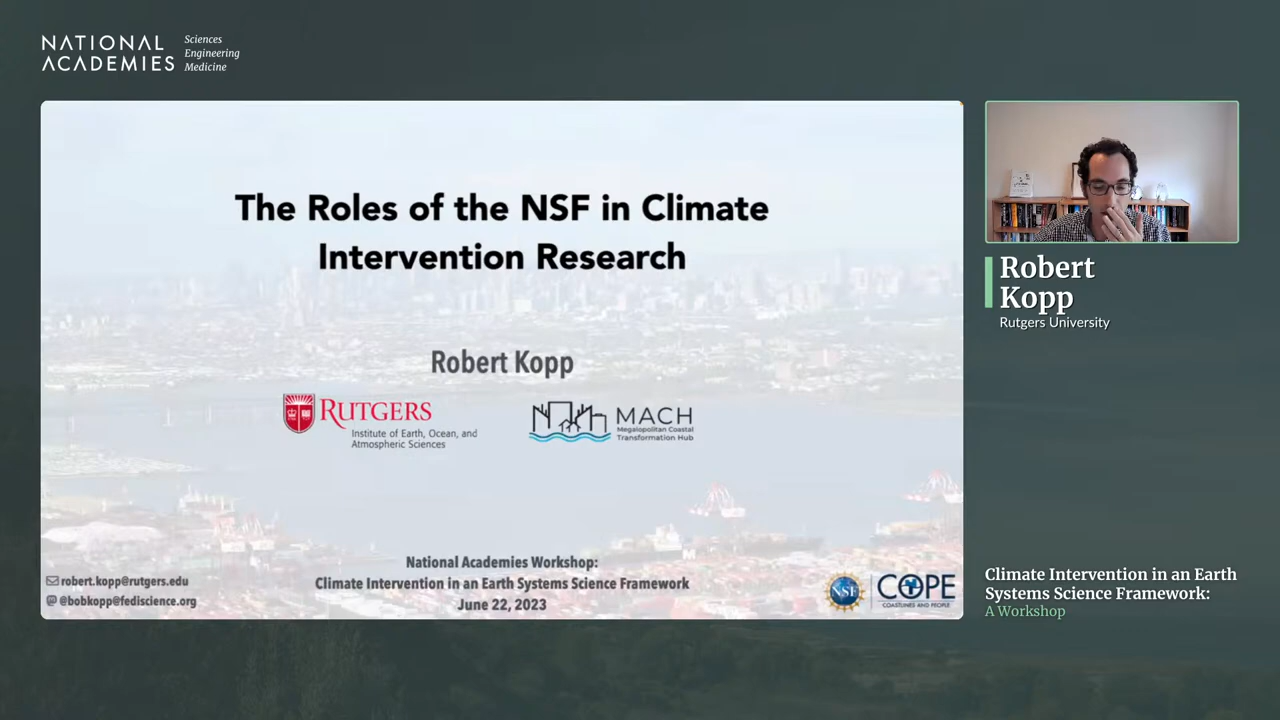 NATIONAL
ACADEMIES
Sciences
Engineering
Medicine
The Roles of the NSF in Climate
Intervention Research
Robert Kopp
RUTGERS
Institute of Earth, Ocean, and
Atmospheric Sciences
MACH
Megalopolitan Coastal
Transformation Hub
National Academies Workshop:
Climate Intervention in an Earth Systems Science Framework
June 22, 2023
robert.kopp@rutgers.edu
@bobkopp@fediscience.org
NSF
COPE
COASTLINES AND PEOPLE
Robert
Kopp
Rutgers University
Climate Intervention in an Earth
Systems Science Framework:
A Workshop